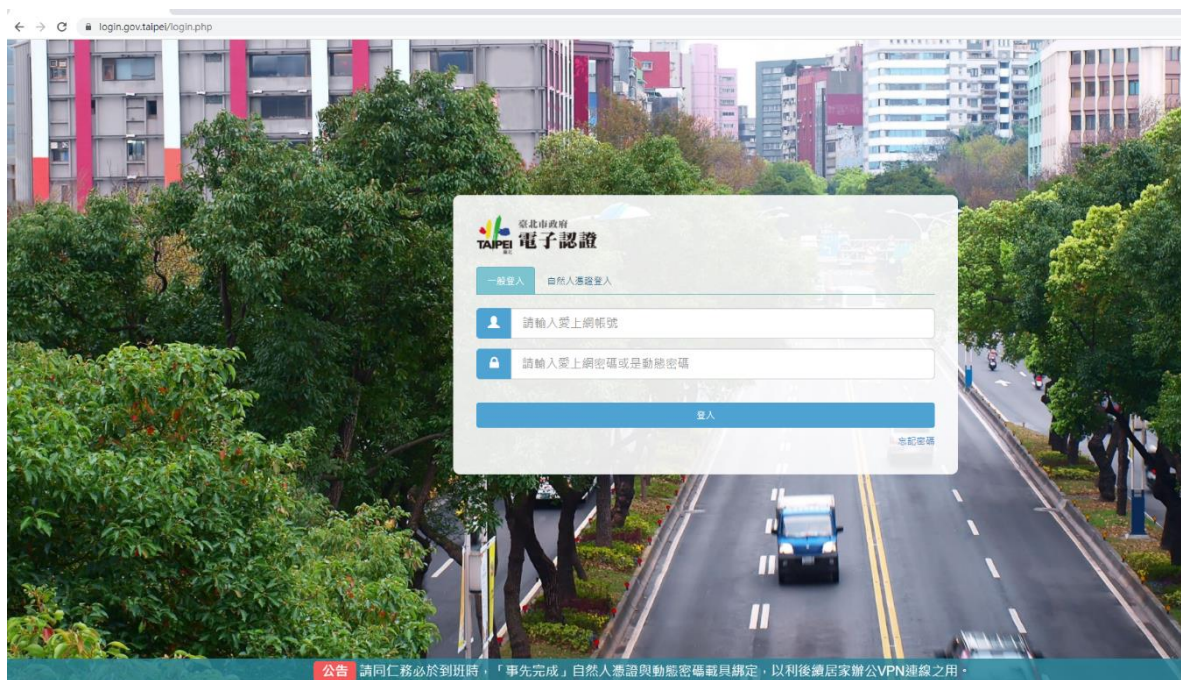 login.gov.taipei/login.php
臺北市政府
TAIPEI 電子認證
臺北
一般登入 自然人憑證登入
請輸入愛上網帳號
請輸入愛上網密碼或是動態密碼
登入
忘記密碼
公告 請同仁務必於到班時，「事先完成」自然人憑證與動態密碼載具綁定，以利後續居家辦公VPN連線之用。